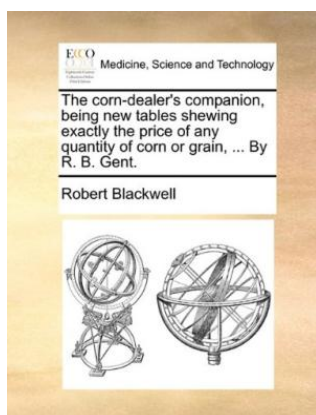 ECCO
Medicine, Science and Technology
The corn-dealer's companion,
being new tables shewing
exactly the price of any
quantity of corn or grain, ... By
R. B. Gent.
Robert Blackwell